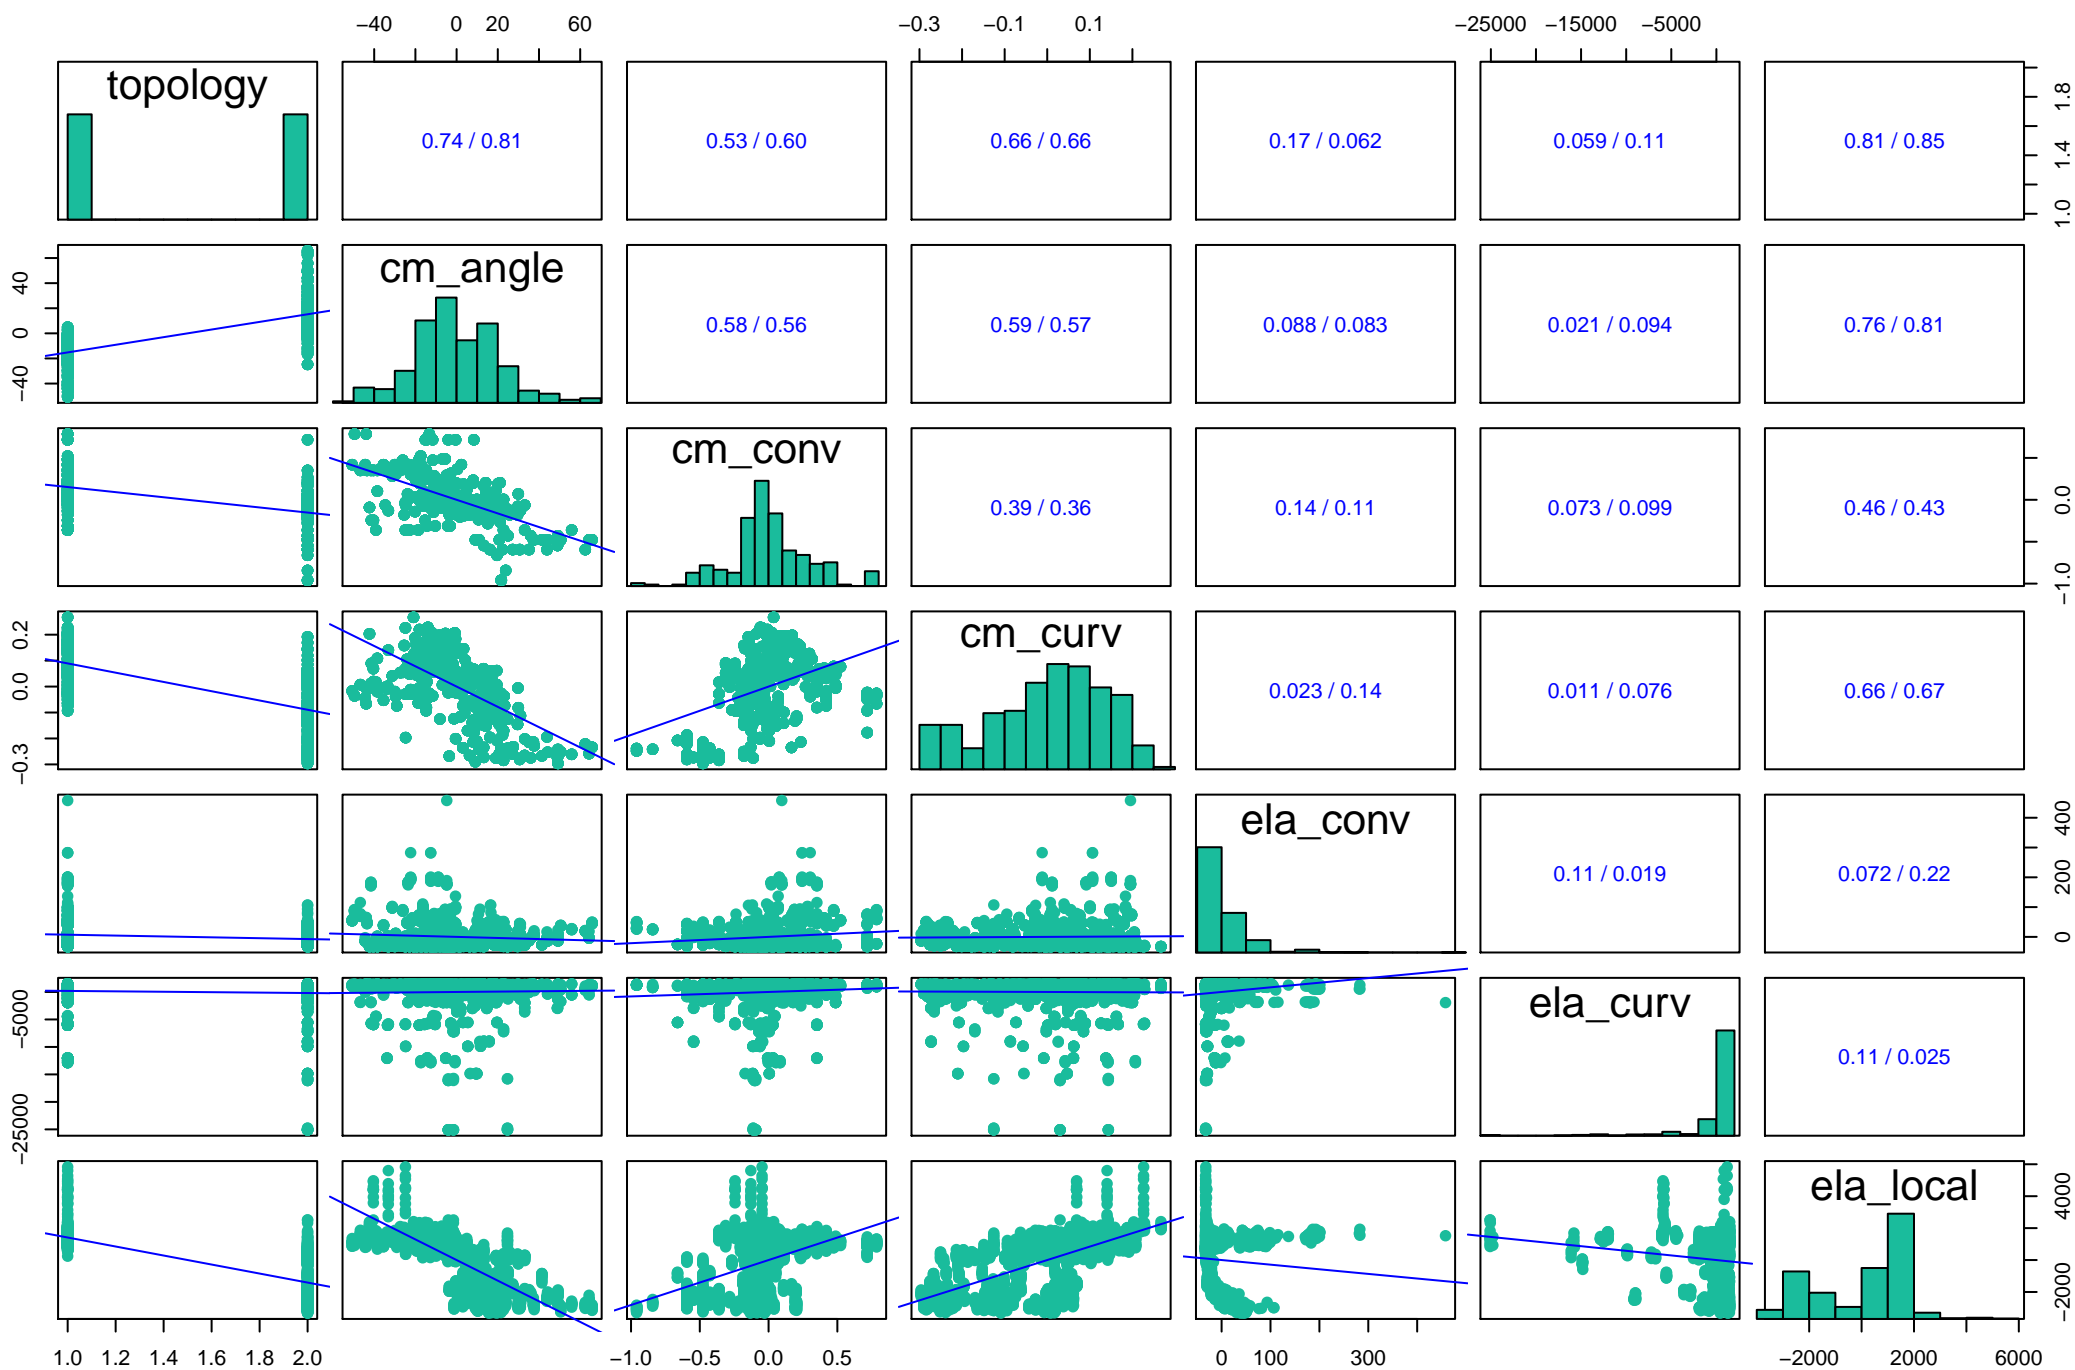 −40 0 20 60 −0.3 −0.1 0.1 −25000 −15000 −5000
topology 0.74 / 0.81 0.53 / 0.60 0.66 / 0.66 0.17 / 0.062 0.059 / 0.11 0.81 / 0.85 1.0 1.4 1.8
−40 0 40 cm_angle 0.58 / 0.56 0.59 / 0.57 0.088 / 0.083 0.021 / 0.094 0.76 / 0.81
cm_conv 0.39 / 0.36 0.14 / 0.11 0.073 / 0.099 0.46 / 0.43 −1.0 0.0
−0.3 0.0 0.2 cm_curv 0.023 / 0.14 0.011 / 0.076 0.66 / 0.67
ela_conv 0.11 / 0.019 0.072 / 0.22 0 200 400
−25000 −5000 ela_curv 0.11 / 0.025
ela_local −2000 4000
1.0 1.2 1.4 1.6 1.8 2.0 −1.0 −0.5 0.0 0.5 0 100 300 −2000 2000 6000